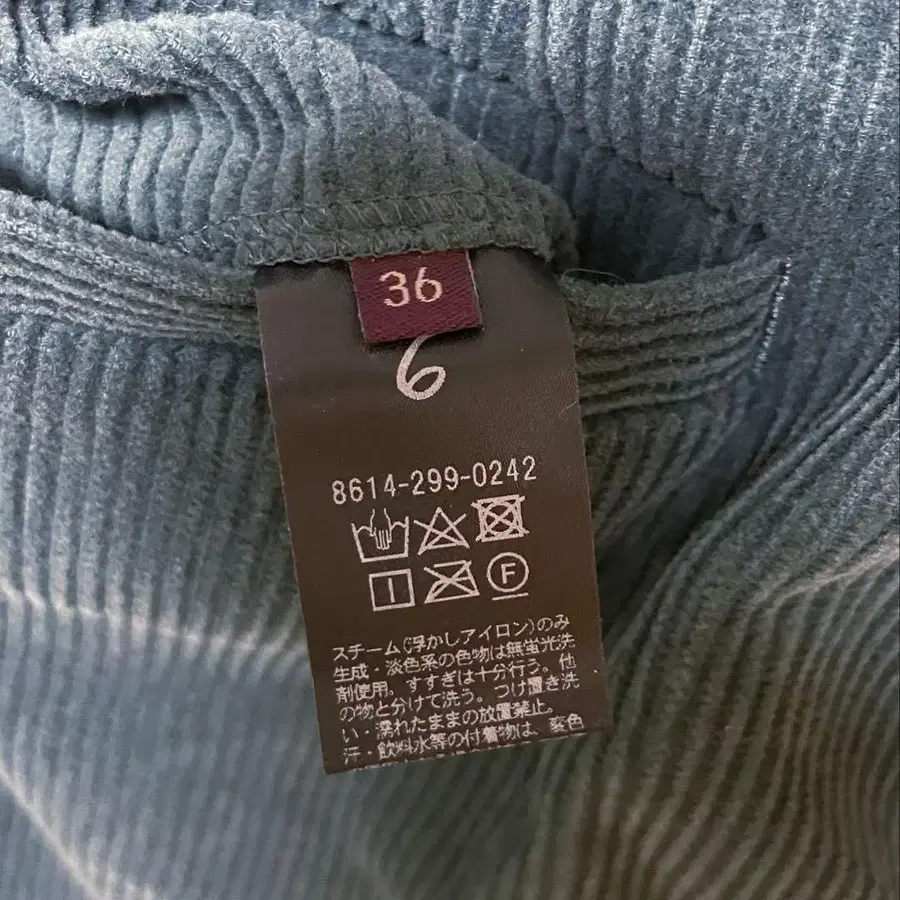 36
6
8614-299-0242
F
スチーム(浮かしアイロン)のみ
生成・淡色系の色物は無蛍光洗
剤使用。すすぎは十分行う。他
の物と分けて洗う。つけ置き洗
い・濡れたままの放置禁止。
汗・飲料水等の付着物は、変色